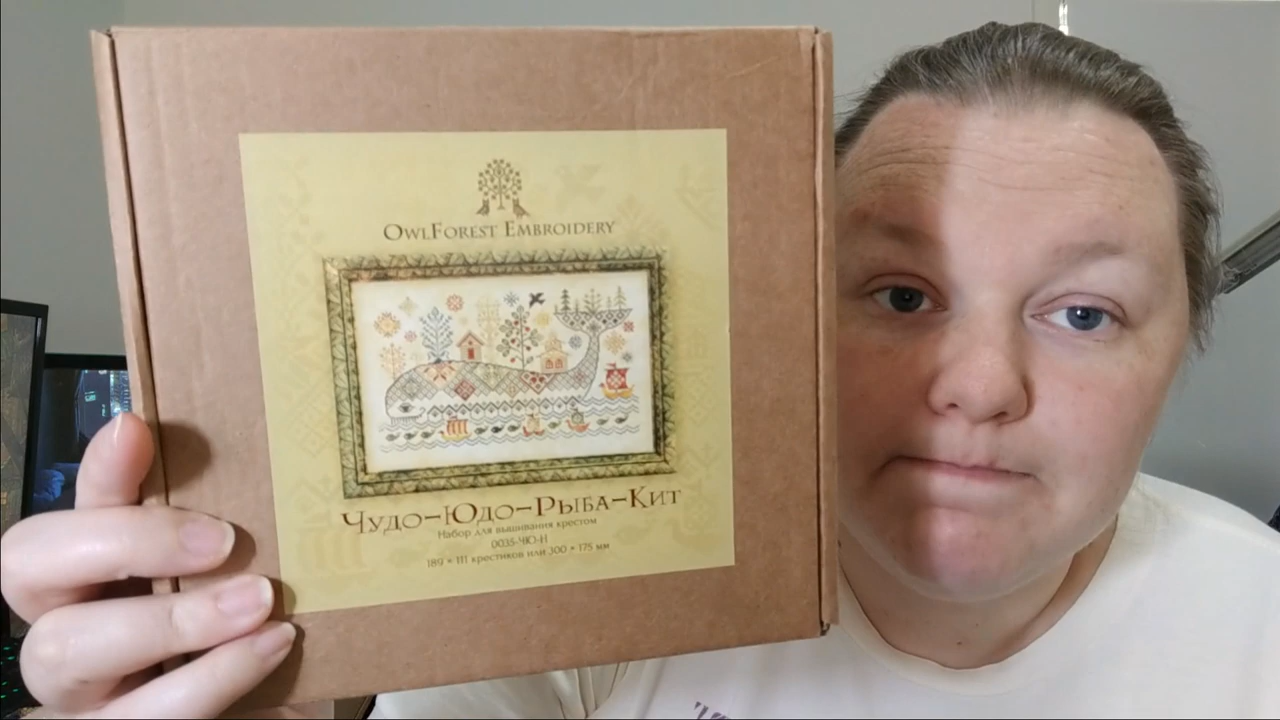 OwlForest Embroidery
Чудо-Юдо-Рыба-Кит
Набор для вышивания крестом
0035-ЧЮ-Н
189 * 111 крестиков или 300 * 175 мм